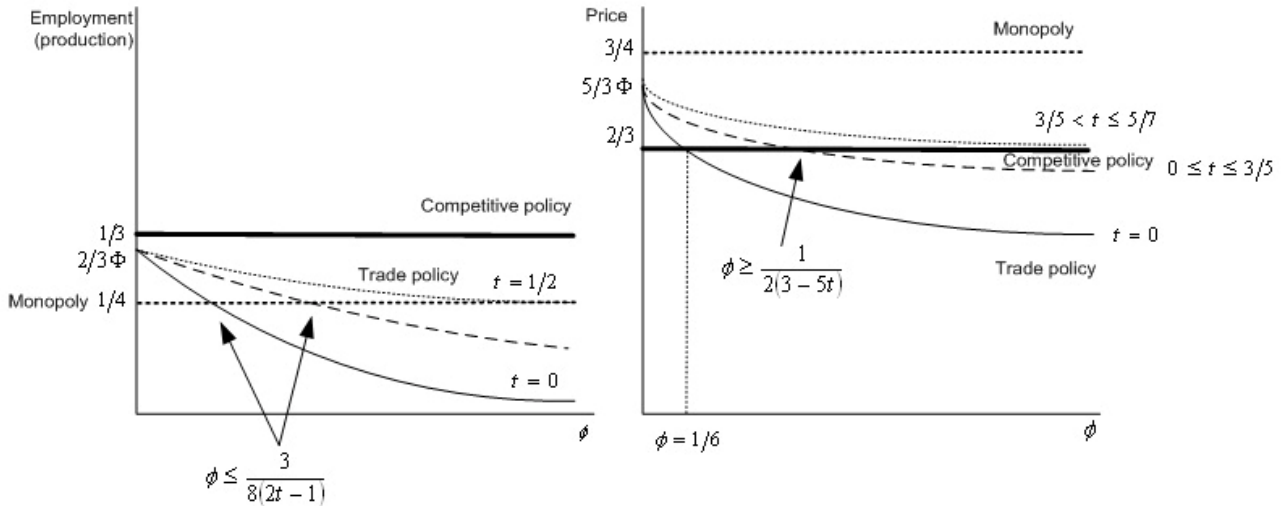 Employment
(production)
Competitive policy
1/3
2/3 Φ
Trade policy
t = 1/2
Monopoly 1/4
t = 0
ϕ
ϕ ≤ 3/(8(2t − 1))
Price
Monopoly
3/4
5/3 Φ
3/5 < t ≤ 5/7
2/3
Competitive policy
0 ≤ t ≤ 3/5
ϕ ≥ 1/(2(3 − 5t))
t = 0
Trade policy
ϕ = 1/6
ϕ